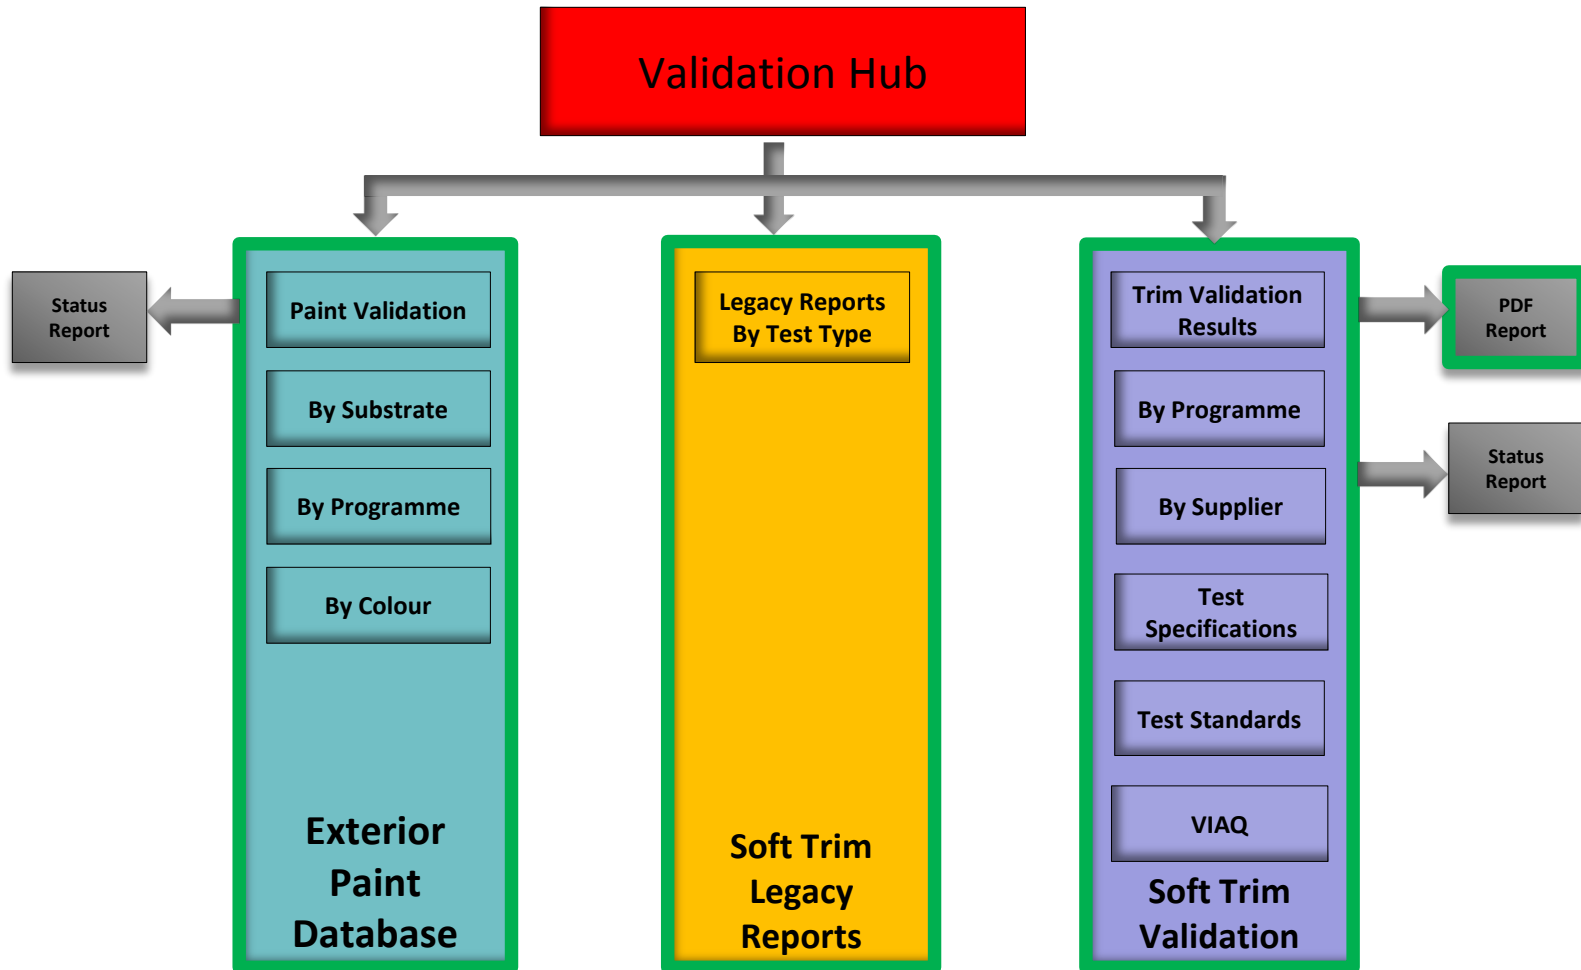 Validation Hub
Status
Report
Paint Validation
By Substrate
By Programme
By Colour
Exterior
Paint
Database
Legacy Reports
By Test Type
Soft Trim
Legacy
Reports
Trim Validation
Results
By Programme
By Supplier
Test
Specifications
Test Standards
VIAQ
Soft Trim
Validation
PDF
Report
Status
Report